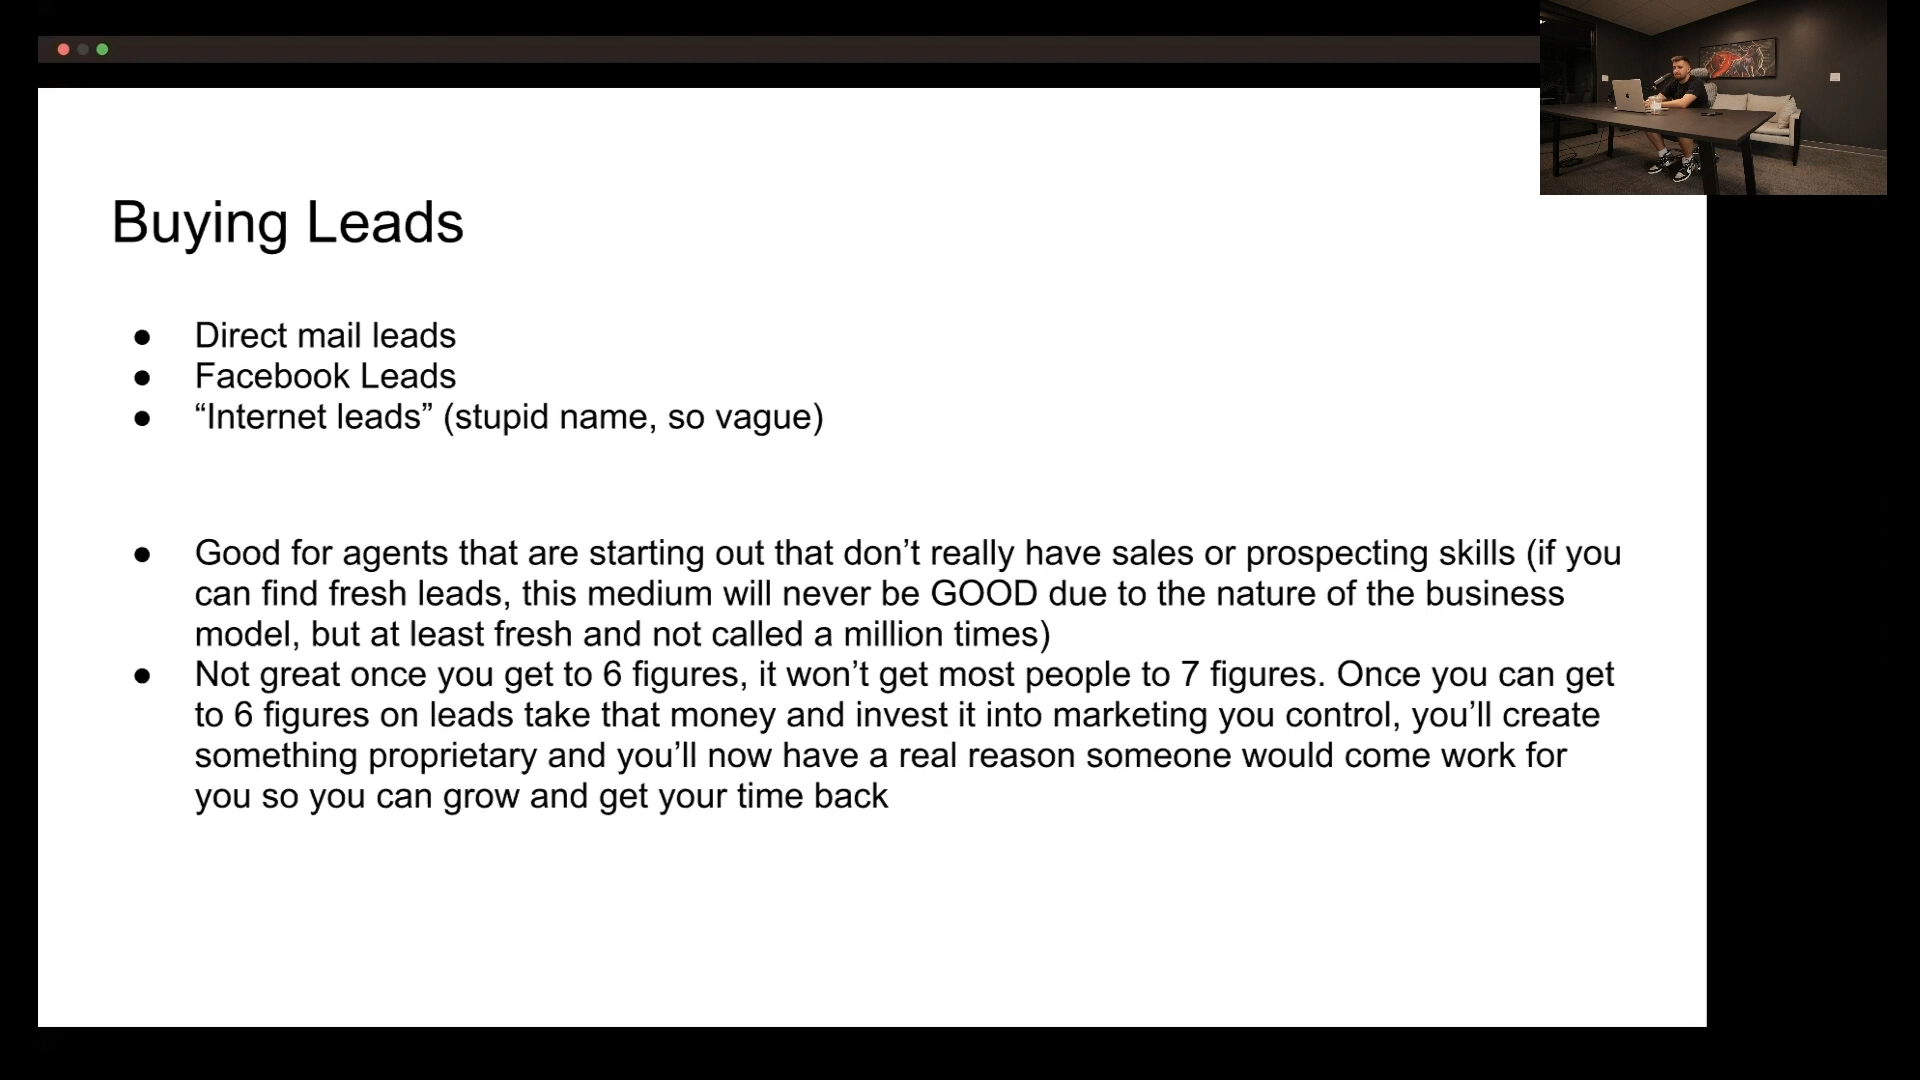 Buying Leads
● Direct mail leads
● Facebook Leads
● “Internet leads” (stupid name, so vague)
● Good for agents that are starting out that don’t really have sales or prospecting skills (if you
can find fresh leads, this medium will never be GOOD due to the nature of the business
model, but at least fresh and not called a million times)
● Not great once you get to 6 figures, it won’t get most people to 7 figures. Once you can get
to 6 figures on leads take that money and invest it into marketing you control, you’ll create
something proprietary and you’ll now have a real reason someone would come work for
you so you can grow and get your time back